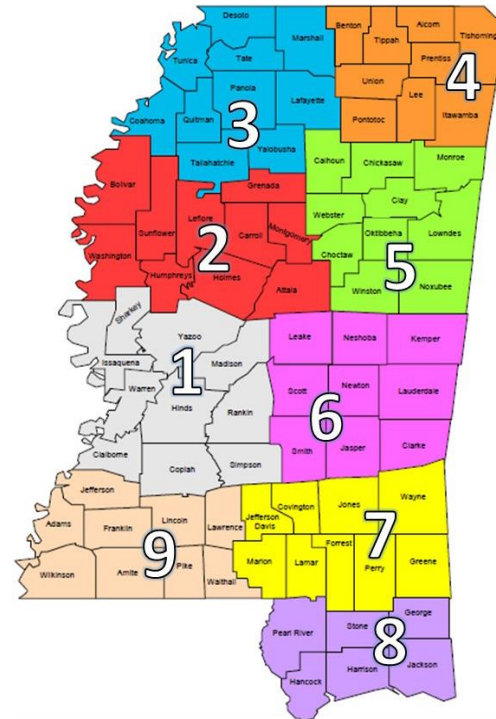 Desoto
Benton
Alcorn
Tishomingo
Marshall
Tippah
Tunica
Tate
Prentiss
4
Union
Panola
Lee
Itawamba
Lafayette
Coahoma
Quitman
3
Pontotoc
Yalobusha
Tallahatchie
Calhoun
Chickasaw
Monroe
Bolivar
Grenada
Clay
Leflore
Webster
Sunflower
2
Carroll
Montgomery
Oktibbeha
Lowndes
Washington
Choctaw
5
Humphreys
Holmes
Attala
Winston
Noxubee
Sharkey
Yazoo
Leake
Neshoba
Kemper
Issaquena
1
Madison
Warren
Scott
Newton
Lauderdale
Hinds
Rankin
6
Smith
Jasper
Clarke
Claiborne
Copiah
Simpson
Jefferson
Wayne
Adams
Franklin
Lincoln
Lawrence
Jefferson
Davis
Covington
Jones
9
7
Forrest
Wilkinson
Amite
Pike
Walthall
Marion
Lamar
Perry
Greene
George
Pearl River
Stone
8
Hancock
Harrison
Jackson